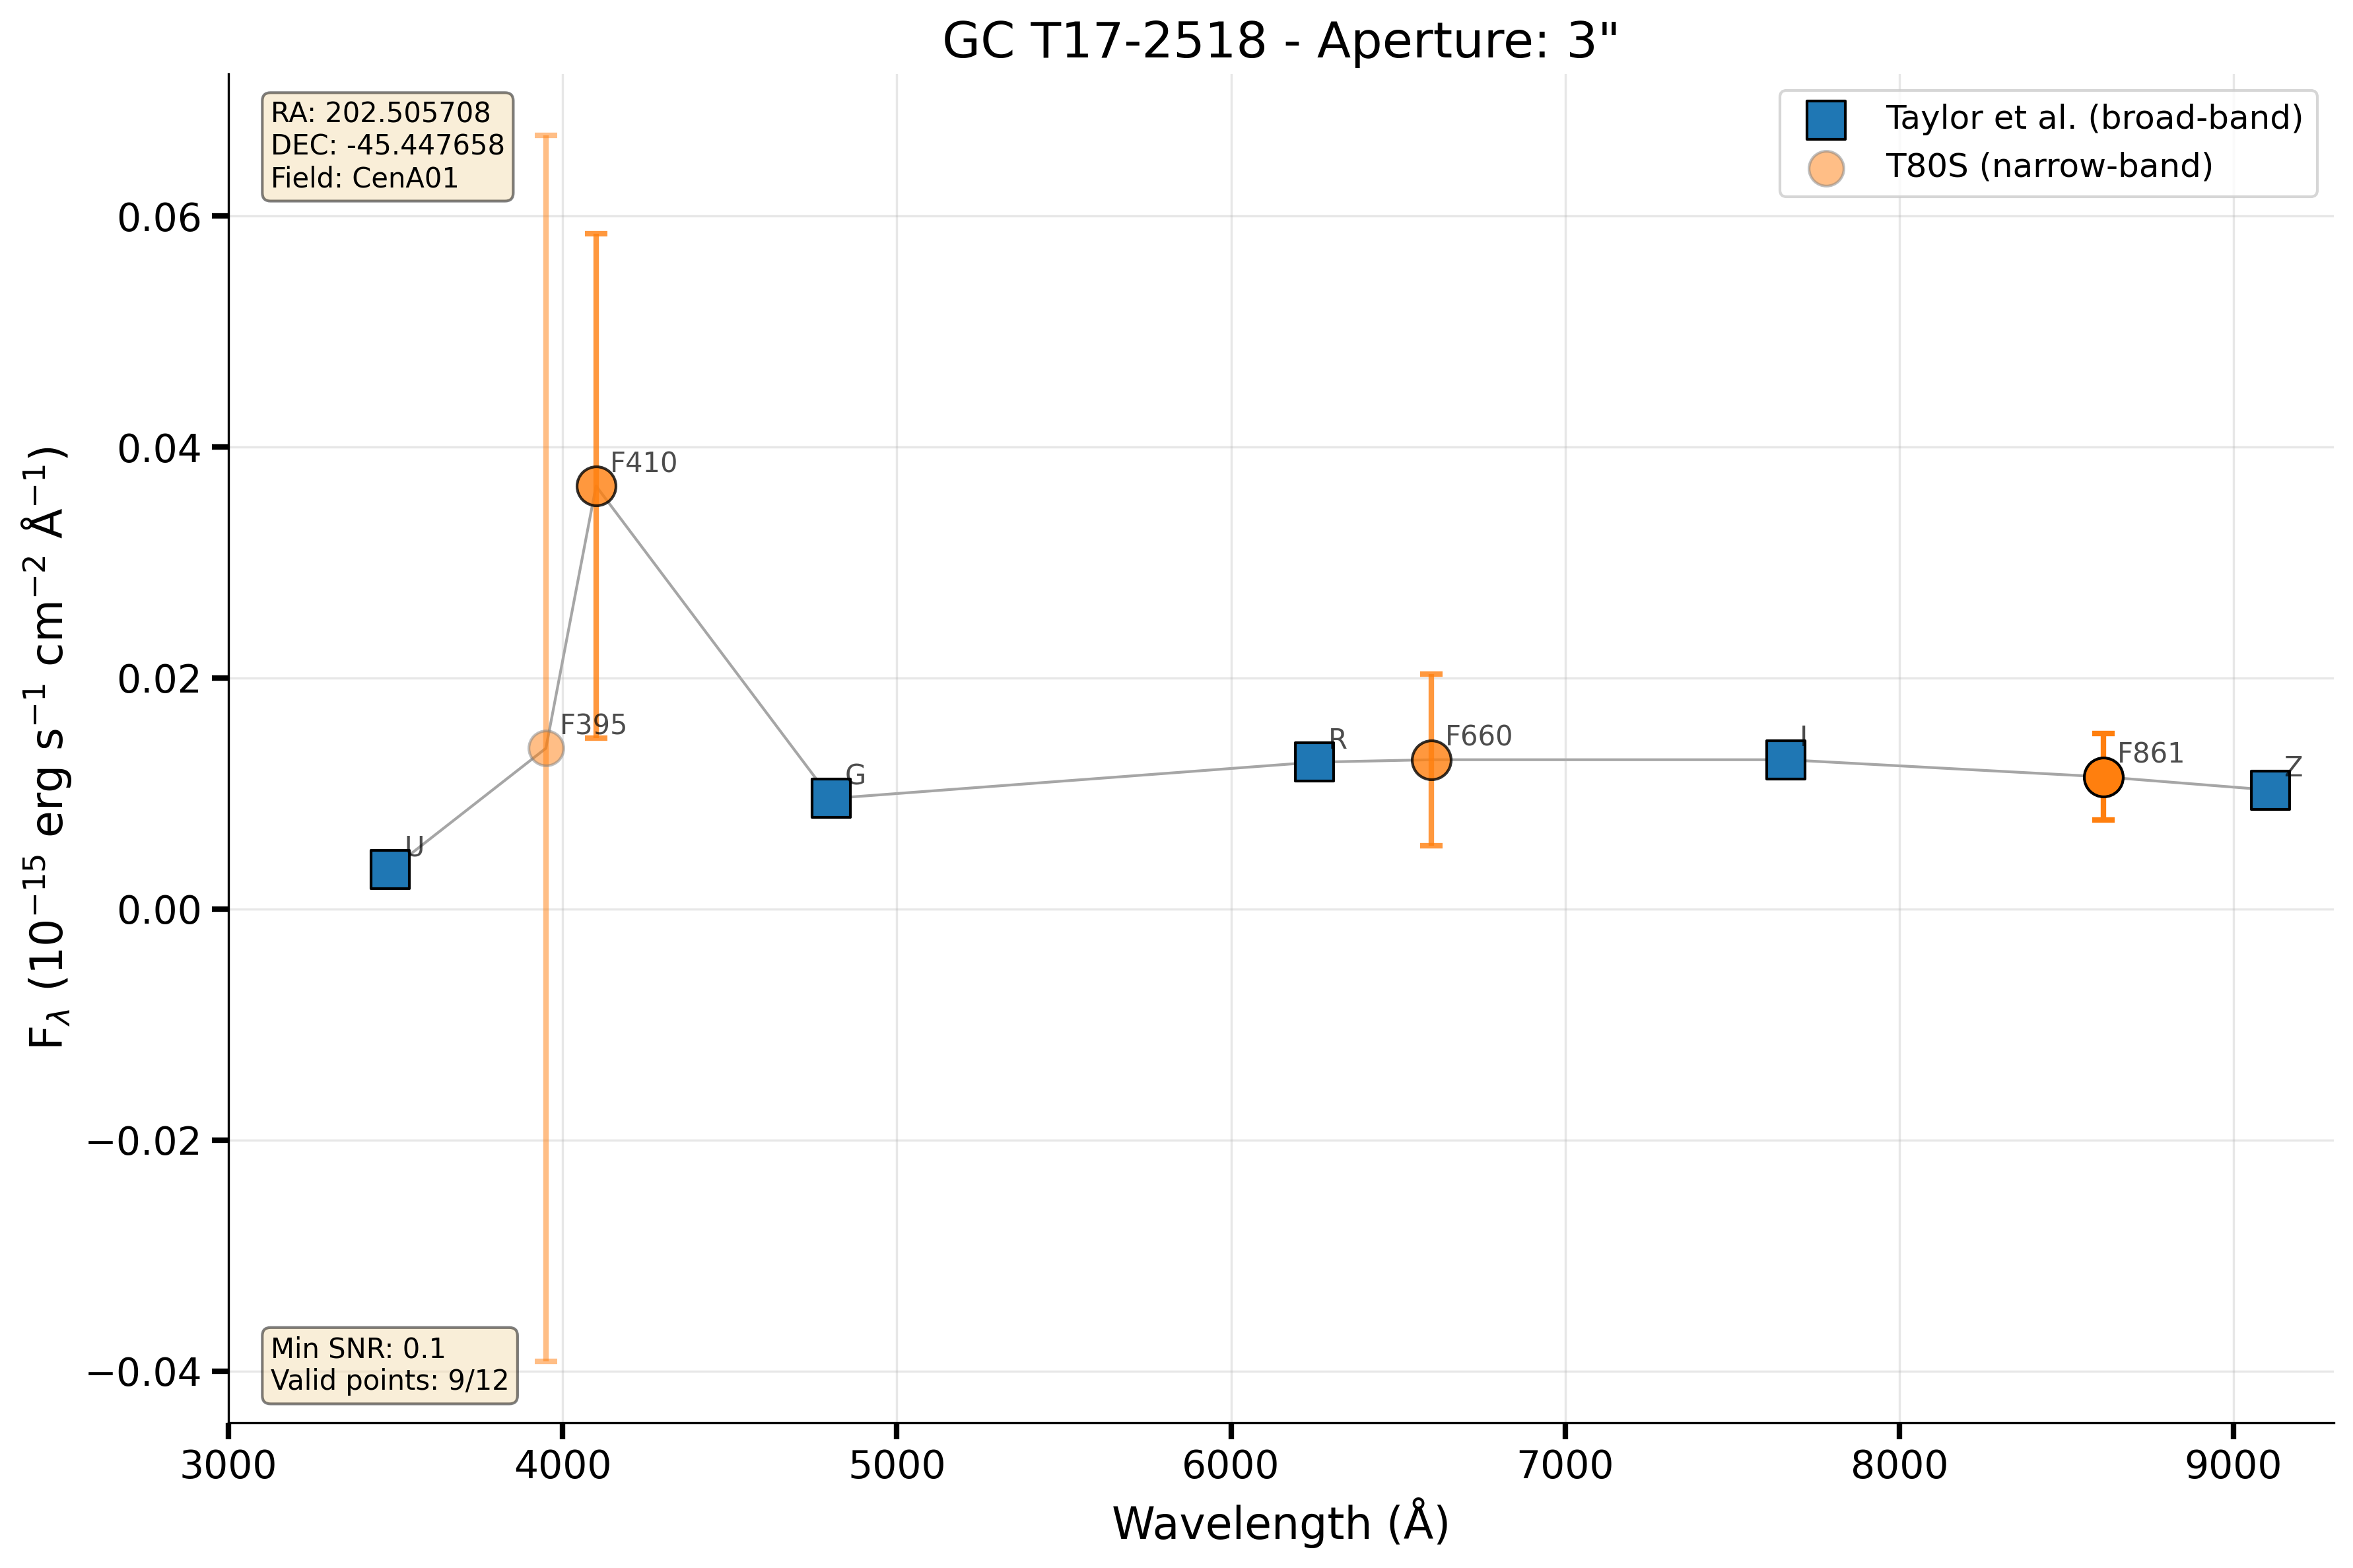 GC T17-2518 - Aperture: 3"
RA: 202.505708
DEC: -45.447658
Field: CenA01
Taylor et al. (broad-band)
T80S (narrow-band)
0.06
0.04
0.02
0.00
−0.02
−0.04
F410
F395
U
G
R
F660
I
F861
Z
Min SNR: 0.1
Valid points: 9/12
3000
4000
5000
6000
7000
8000
9000
Wavelength (Å)
Fλ (10⁻¹⁵ erg s⁻¹ cm⁻² Å⁻¹)